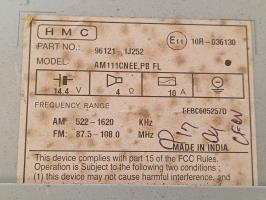 HMC
E11 10R-036130
PART NO.: 96121-1J252
MODEL: AM111CNEE,PB FL
14.4 V 4 Ω 10 A
FREQUENCY RANGE FFBC6052570
AM: 522-1620 KHz
FM: 87.5-108.0 MHz
MADE IN INDIA
This device complies with part 15 of the FCC Rules.
Operation is Subject to the following two conditions :
(1) this device may not cause harmful interference, and